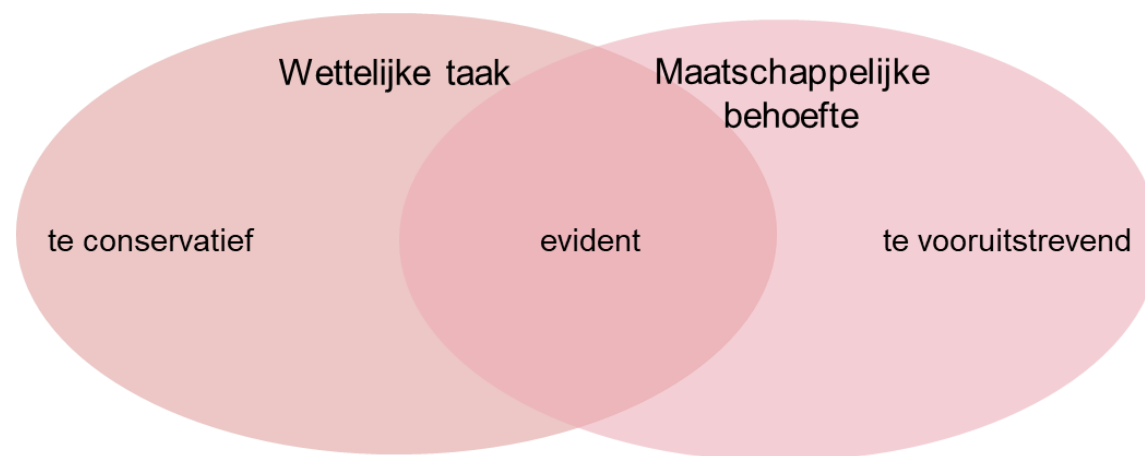 Wettelijke taak
Maatschappelijke
behoefte
te conservatief
evident
te vooruitstrevend